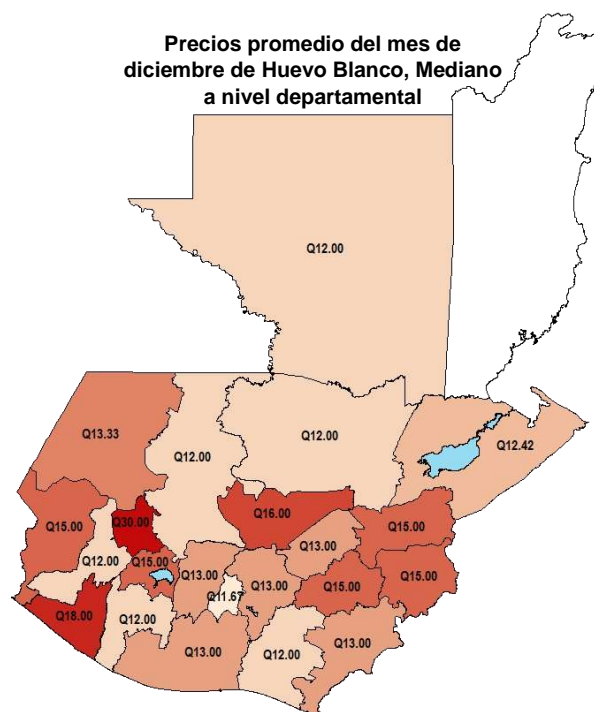 Precios promedio del mes de
diciembre de Huevo Blanco, Mediano
a nivel departamental
Q12.00
Q13.33
Q12.00
Q12.00
Q12.42
Q15.00
Q30.00
Q16.00
Q15.00
Q13.00
Q12.00
Q15.00
Q13.00
Q13.00
Q15.00
Q15.00
Q11.67
Q18.00
Q12.00
Q13.00
Q12.00
Q13.00